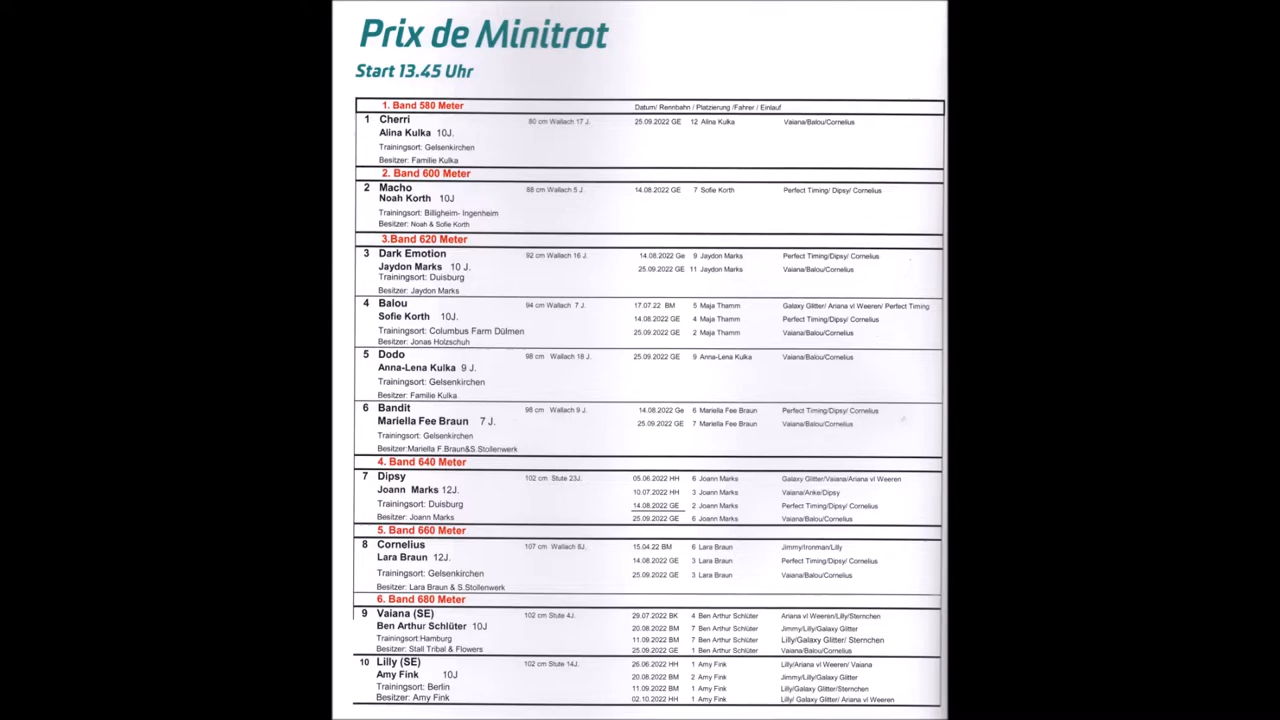 Prix de Minitrot
Start 13.45 Uhr
1. Band 580 Meter Datum/ Rennbahn / Platzierung /Fahrer / Einlauf
1 Cherri 80 cm Wallach 17 J. 25.09.2022 GE 12 Alina Kulka Vaiana/Balou/Cornelius
Alina Kulka 10J.
Trainingsort: Gelsenkirchen
Besitzer: Familie Kulka
2. Band 600 Meter
2 Macho 88 cm Wallach 5 J. 14.08.2022 GE 7 Sofie Korth Perfect Timing/ Dipsy/ Cornelius
Noah Korth 10J
Trainingsort: Billigheim- Ingenheim
Besitzer: Noah & Sofie Korth
3.Band 620 Meter
3 Dark Emotion 92 cm Wallach 16 J. 14.08.2022 Ge 9 Jaydon Marks Perfect Timing/Dipsy/ Cornelius
Jaydon Marks 10 J. 25.09.2022 GE 11 Jaydon Marks Vaiana/Balou/Cornelius
Trainingsort: Duisburg
Besitzer: Jaydon Marks
4 Balou 94 cm Wallach 7 J. 17.07.22 BM 5 Maja Thamm Galaxy Glitter/ Ariana vl Weeren/ Perfect Timing
Sofie Korth 10J. 14.08.2022 GE 4 Maja Thamm Perfect Timing/Dipsy/ Cornelius
Trainingsort: Columbus Farm Dülmen 25.09.2022 GE 2 Maja Thamm Vaiana/Balou/Cornelius
Besitzer: Jonas Holzschuh
5 Dodo 98 cm Wallach 18 J. 25.09.2022 GE 9 Anna-Lena Kulka Vaiana/Balou/Cornelius
Anna-Lena Kulka 9 J.
Trainingsort: Gelsenkirchen
Besitzer: Familie Kulka
6 Bandit 98 cm Wallach 9 J. 14.08.2022 Ge 6 Mariella Fee Braun Perfect Timing/Dipsy/ Cornelius
Mariella Fee Braun 7 J. 25.09.2022 GE 7 Mariella Fee Braun Vaiana/Balou/Cornelius
Trainingsort: Gelsenkirchen
Besitzer:Mariella F.Braun&S.Stollenwerk
4. Band 640 Meter
7 Dipsy 102 cm Stute 23J. 05.06.2022 HH 6 Joann Marks Galaxy Glitter/Vaiana/Ariana vl Weeren
Joann Marks 12J. 10.07.2022 HH 3 Joann Marks Vaiana/Anke/Dipsy
Trainingsort: Duisburg 14.08.2022 GE 2 Joann Marks Perfect Timing/Dipsy/ Cornelius
Besitzer: Joann Marks 25.09.2022 GE 6 Joann Marks Vaiana/Balou/Cornelius
5. Band 660 Meter
8 Cornelius 107 cm Wallach 8J. 15.04.22 BM 6 Lara Braun Jimmy/Ironman/Lilly
Lara Braun 12J. 14.08.2022 GE 3 Lara Braun Perfect Timing/Dipsy/ Cornelius
Trainingsort: Gelsenkirchen 25.09.2022 GE 3 Lara Braun Vaiana/Balou/Cornelius
Besitzer: Lara Braun & S.Stollenwerk
6. Band 680 Meter
9 Vaiana (SE) 102 cm Stute 4J. 29.07.2022 BK 4 Ben Arthur Schlüter Ariana vl Weeren/Lilly/Sternchen
Ben Arthur Schlüter 10J 20.08.2022 BM 7 Ben Arthur Schlüter Jimmy/Lilly/Galaxy Glitter
Trainingsort:Hamburg 11.09.2022 BM 7 Ben Arthur Schlüter Lilly/Galaxy Glitter/ Sternchen
Besitzer: Stall Tribal & Flowers 25.09.2022 GE 1 Ben Arthur Schlüter Vaiana/Balou/Cornelius
10 Lilly (SE) 102 cm Stute 14J. 26.06.2022 HH 1 Amy Fink Lilly/Ariana vl Weeren/ Vaiana
Amy Fink 10J 20.08.2022 BM 2 Amy Fink Jimmy/Lilly/Galaxy Glitter
Trainingsort: Berlin 11.09.2022 BM 1 Amy Fink Lilly/Galaxy Glitter/Sternchen
Besitzer: Amy Fink 02.10.2022 HH 1 Amy Fink Lilly/ Galaxy Glitter/ Ariana vl Weeren